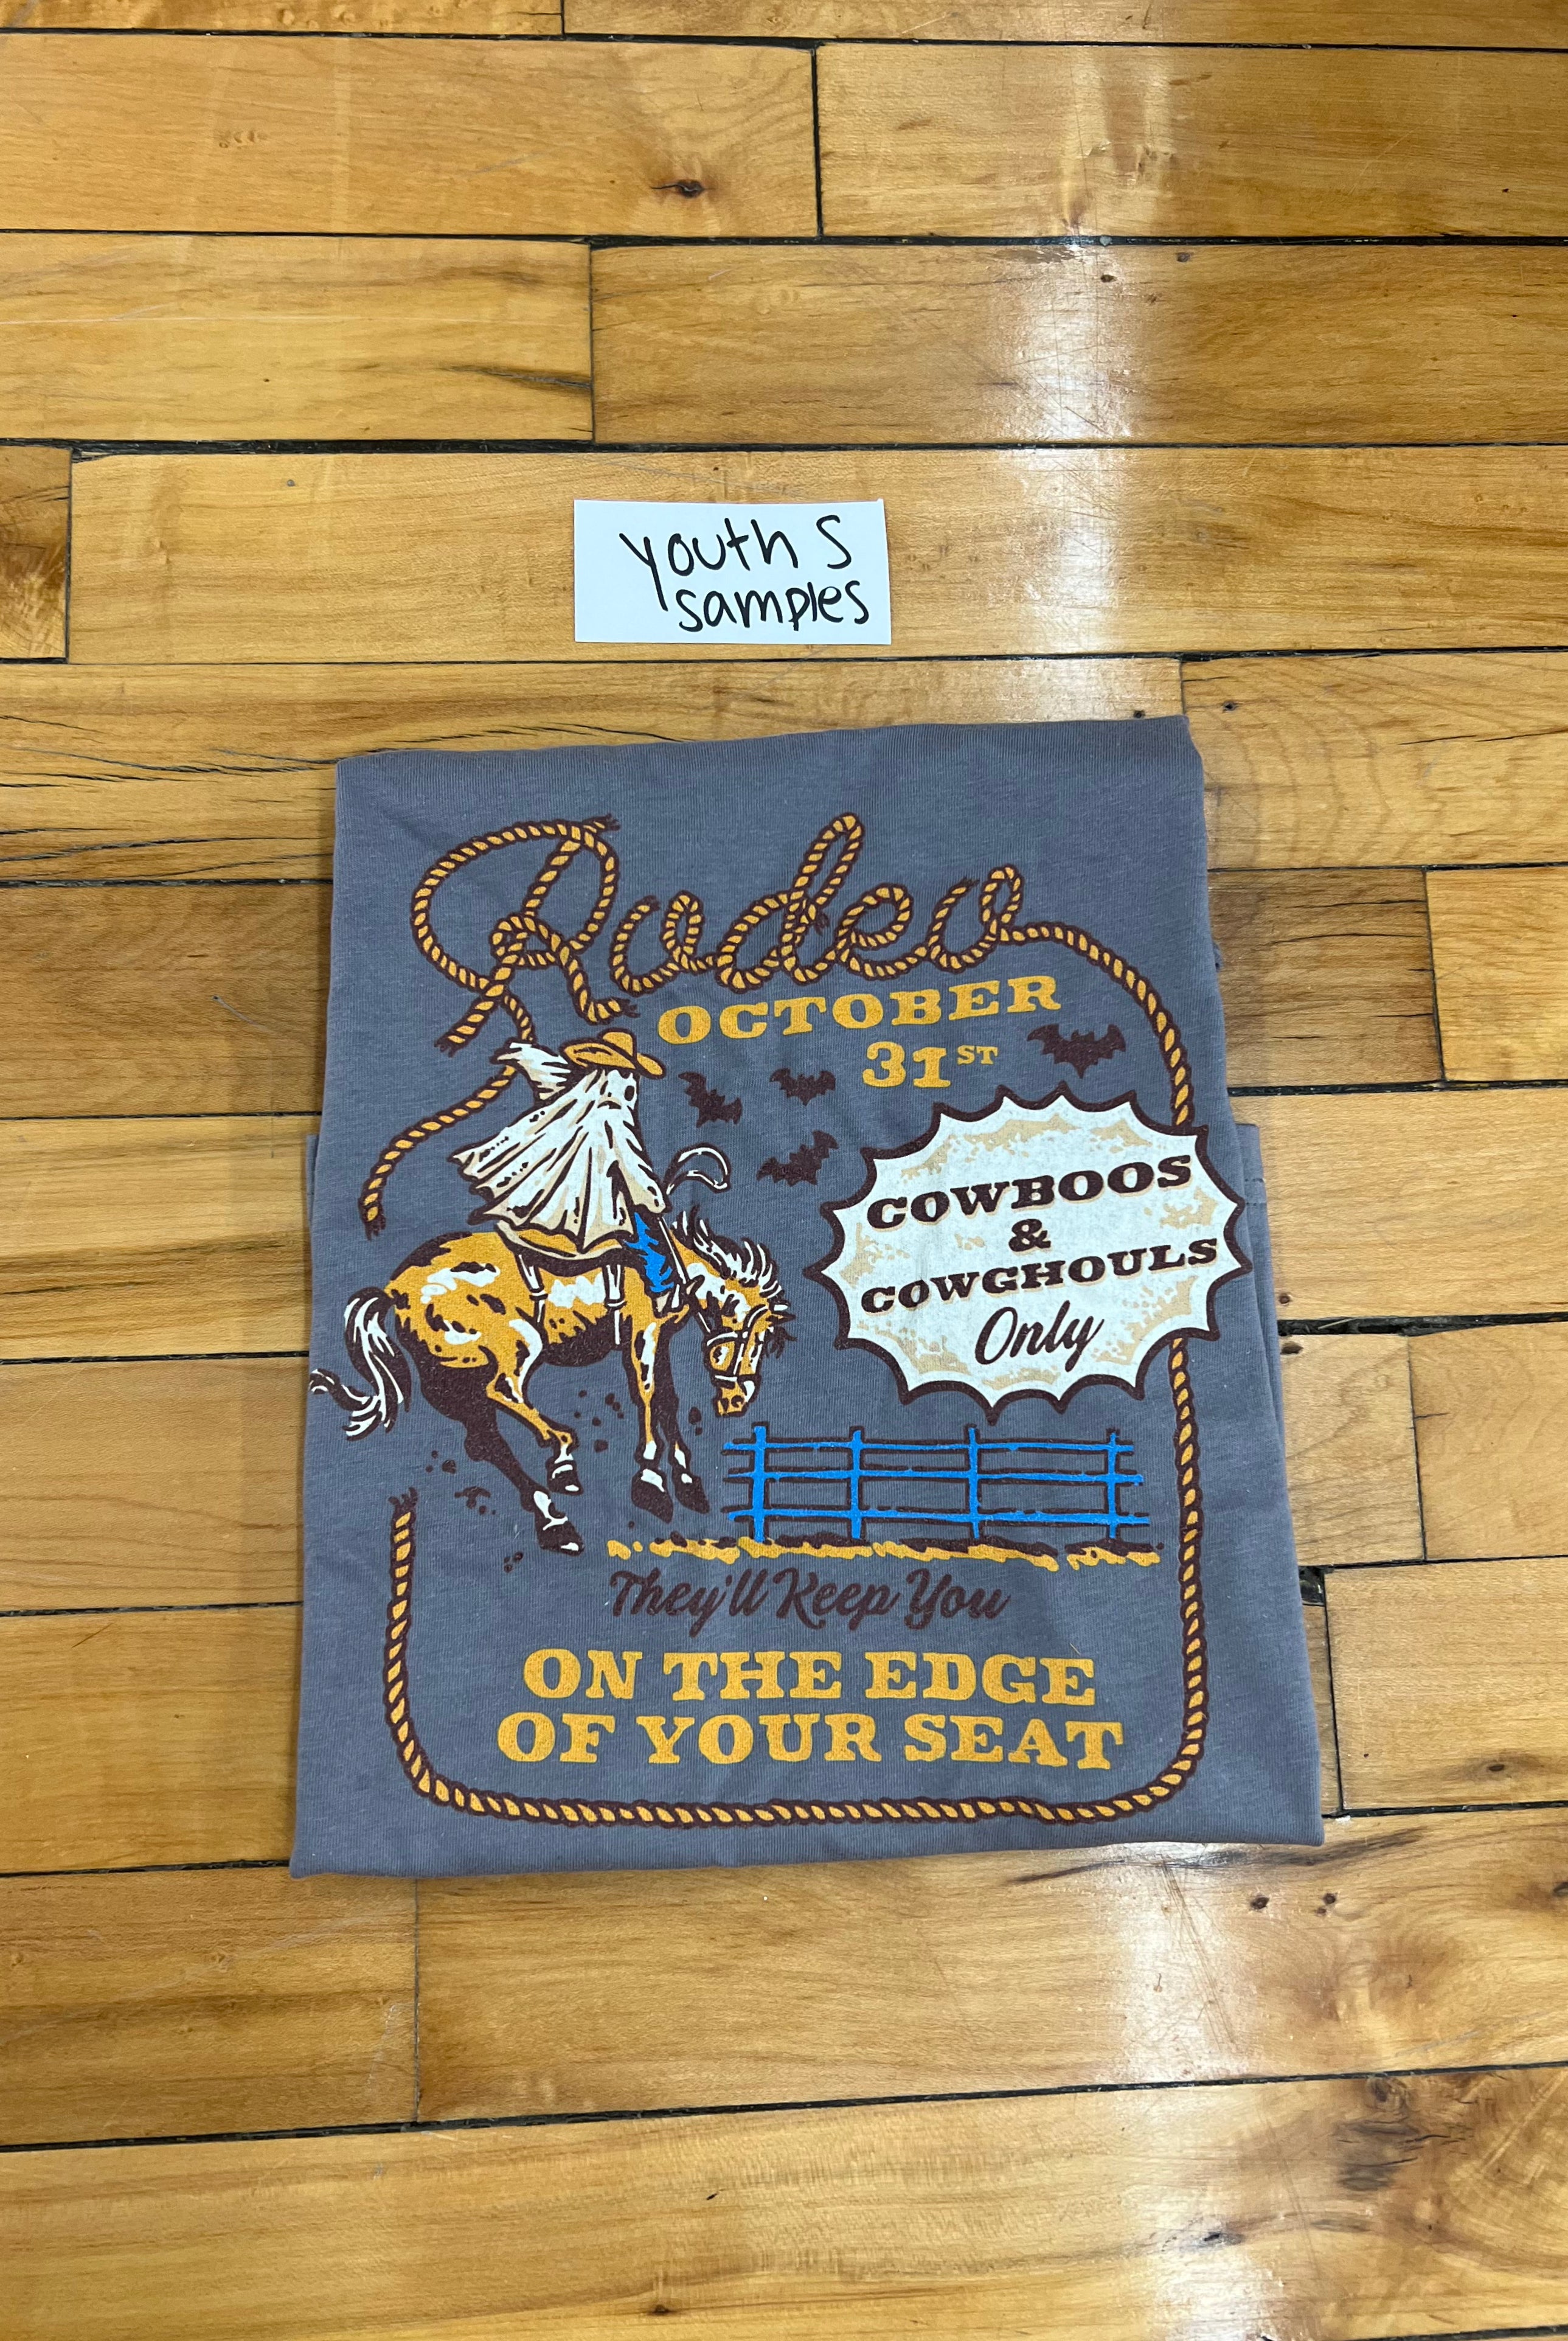 youth S
samples
Rodeo
OCTOBER
31ST
COWBOOS
&
COWGHOULS
Only
They'll Keep You
ON THE EDGE
OF YOUR SEAT